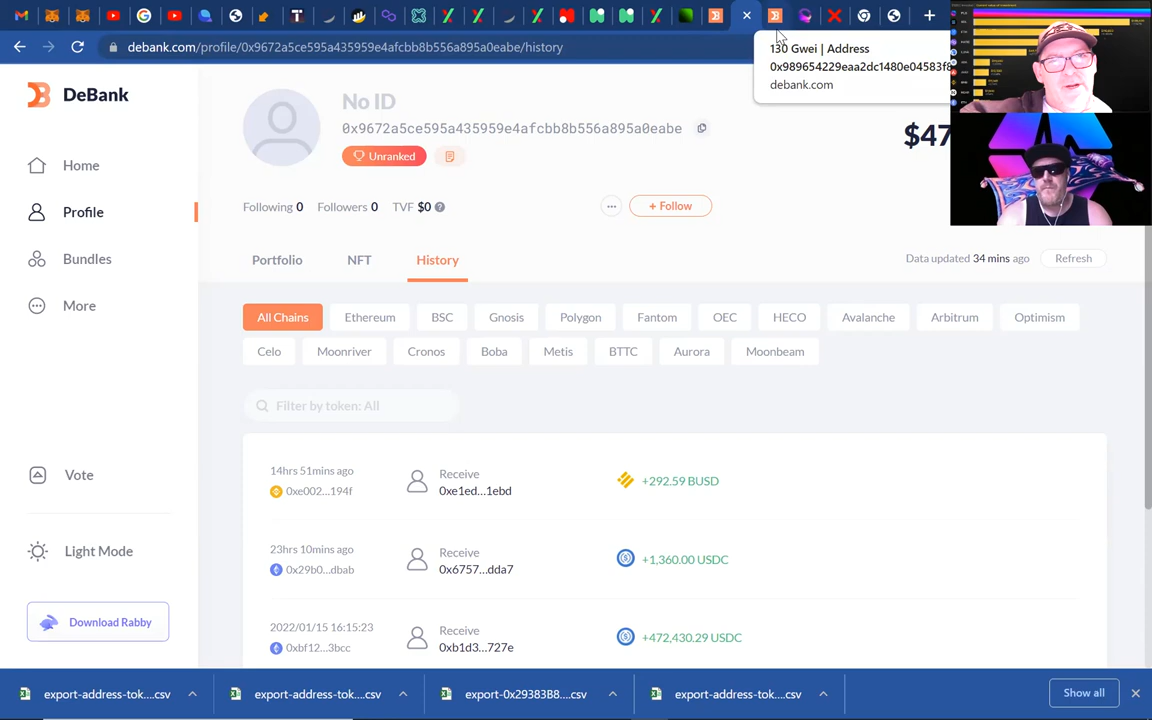 debank.com/profile/0x9672a5ce595a435959e4afcbb8b556a895a0eabe/history
130 Gwei | Address
0x989654229eaa2dc1480e04583f8
debank.com
DeBank
Home
Profile
Bundles
More
Vote
Light Mode
Download Rabby
No ID
0x9672a5ce595a435959e4afcbb8b556a895a0eabe
Unranked
$47
Following 0 Followers 0 TVF $0
+ Follow
Portfolio NFT History
Data updated 34 mins ago Refresh
All Chains Ethereum BSC Gnosis Polygon Fantom OEC HECO Avalanche Arbitrum Optimism
Celo Moonriver Cronos Boba Metis BTTC Aurora Moonbeam
Filter by token: All
14hrs 51mins ago
0xe002...194f
Receive
0xe1ed...1ebd
+292.59 BUSD
23hrs 10mins ago
0x29b0...dbab
Receive
0x6757...dda7
+1,360.00 USDC
2022/01/15 16:15:23
0xbf12...3bcc
Receive
0xb1d3...727e
+472,430.29 USDC
export-address-tok....csv
export-address-tok....csv
export-0x29383B8....csv
export-address-tok....csv
Show all